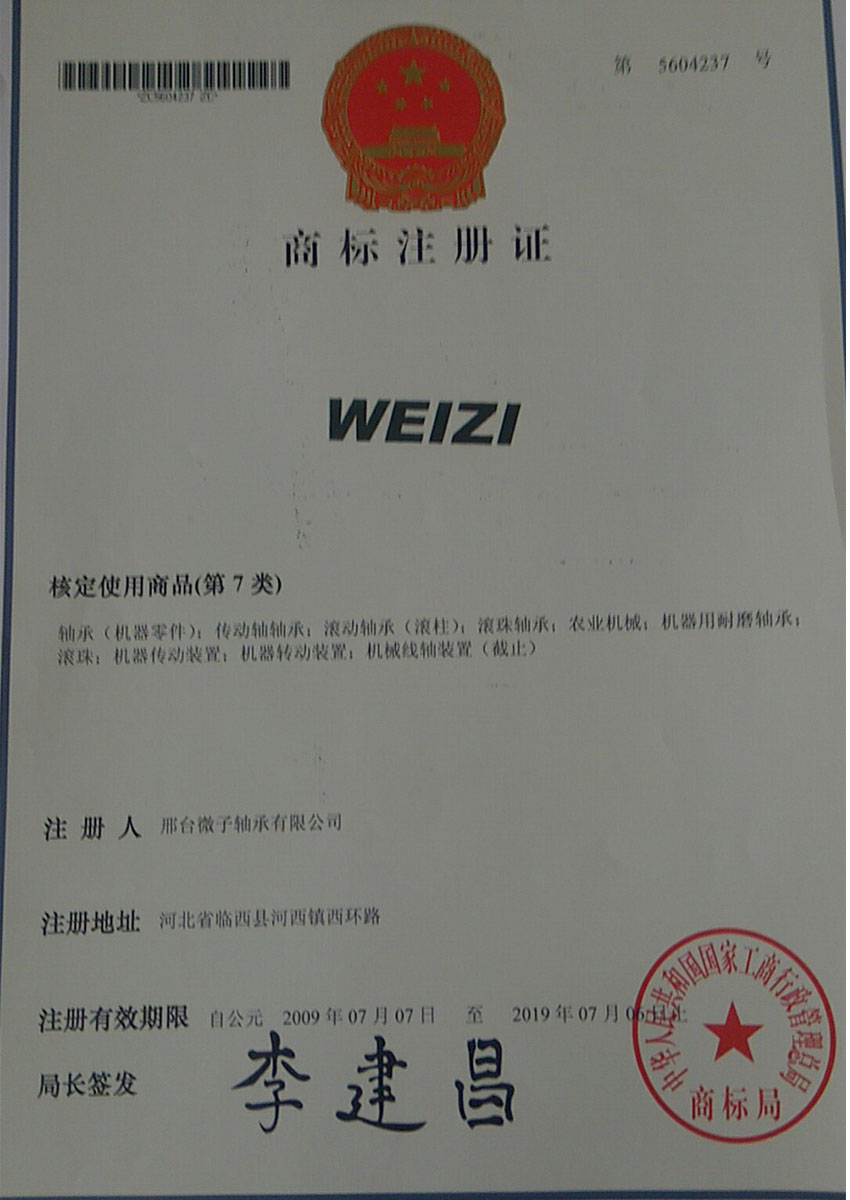 第 5604237 号
*ZC5604237 ZC*
商标注册证
WEIZI
核定使用商品(第 7 类)
轴承（机器零件）；传动轴轴承；滚动轴承（滚柱）；滚珠轴承；农业机械；机器用耐磨轴承；
滚珠；机器传动装置；机器转动装置；机械线轴装置（截止）
注册人 邢台微子轴承有限公司
注册地址 河北省临西县河西镇西环路
注册有效期限 自公元 2009 年 07 月 07 日 至 2019 年 07 月 06 日止
局长签发 李建昌
中华人民共和国国家工商行政管理总局
商标局